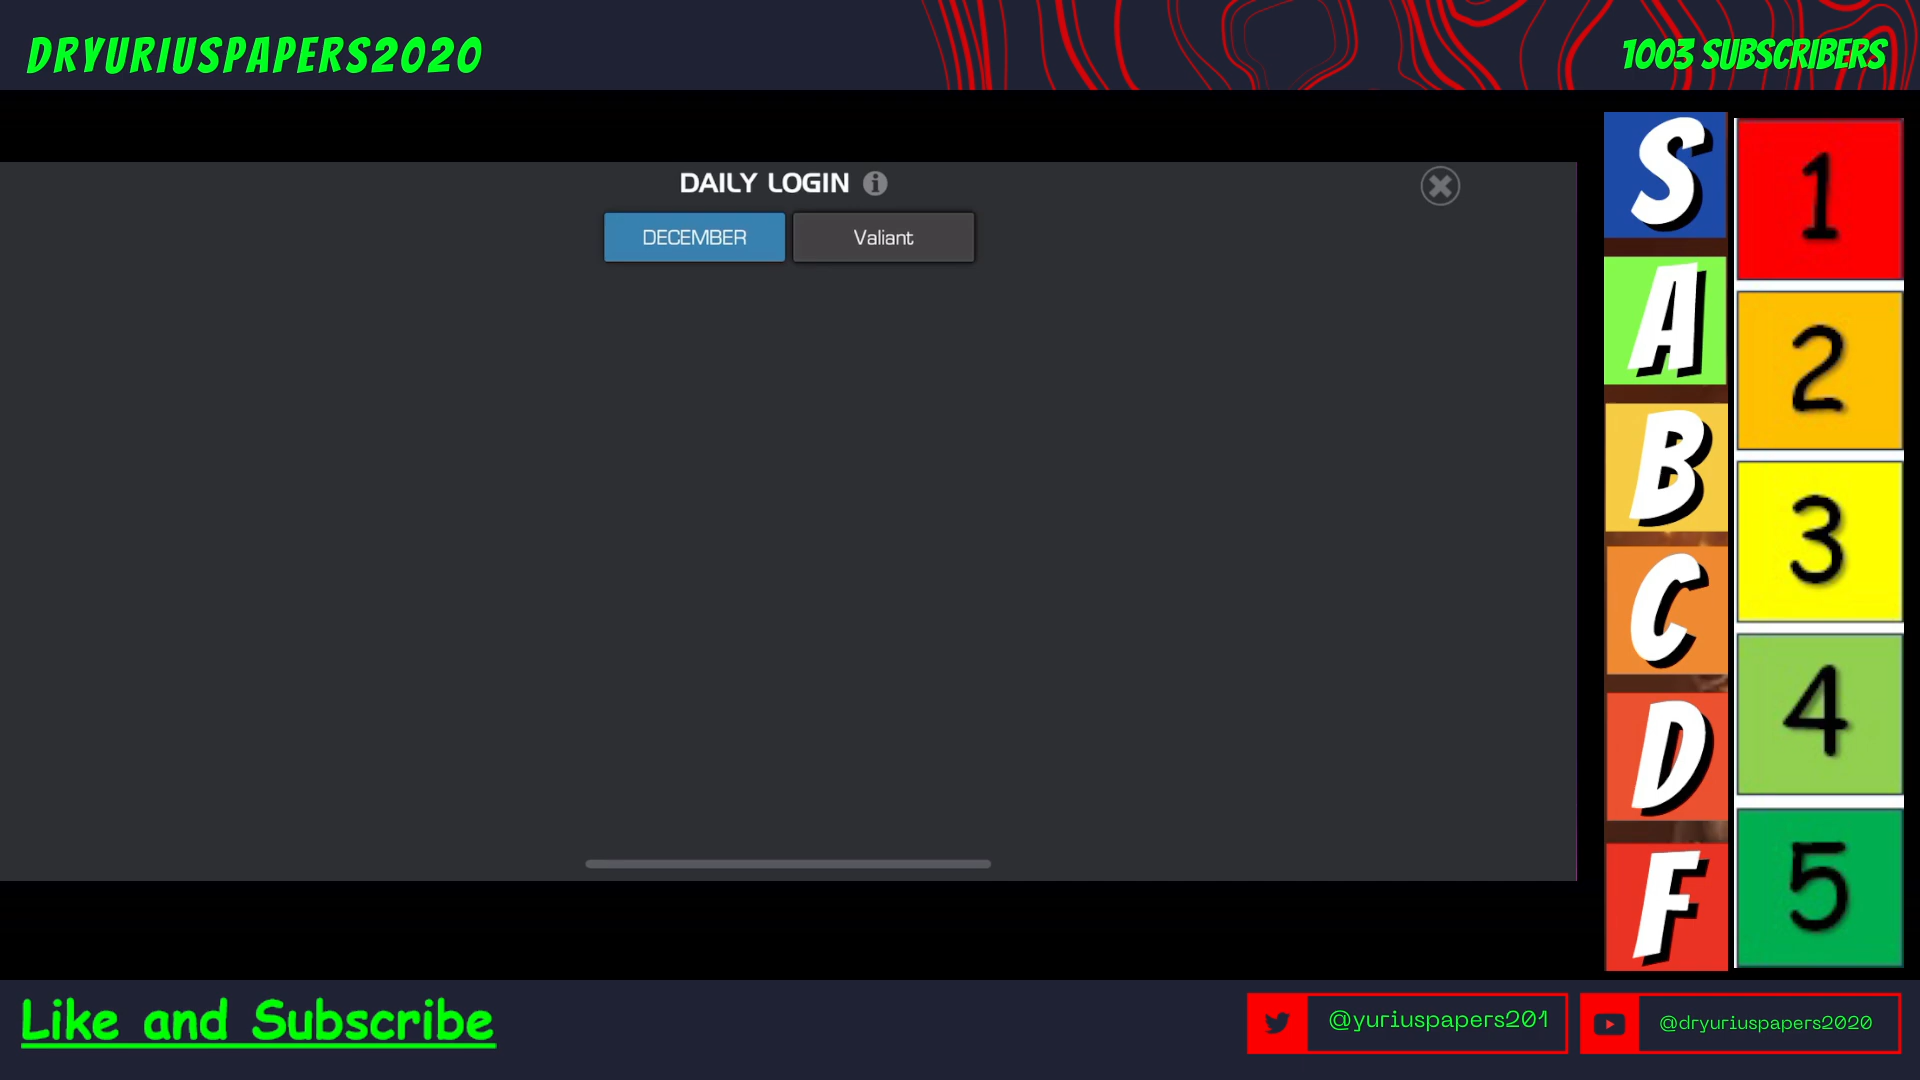 DRYURIUSPAPERS2020
1003 SUBSCRIBERS
DAILY LOGIN
DECEMBER
Valiant
S
A
B
C
D
F
1
2
3
4
5
Like and Subscribe
@yuriuspapers201
@dryuriuspapers2020